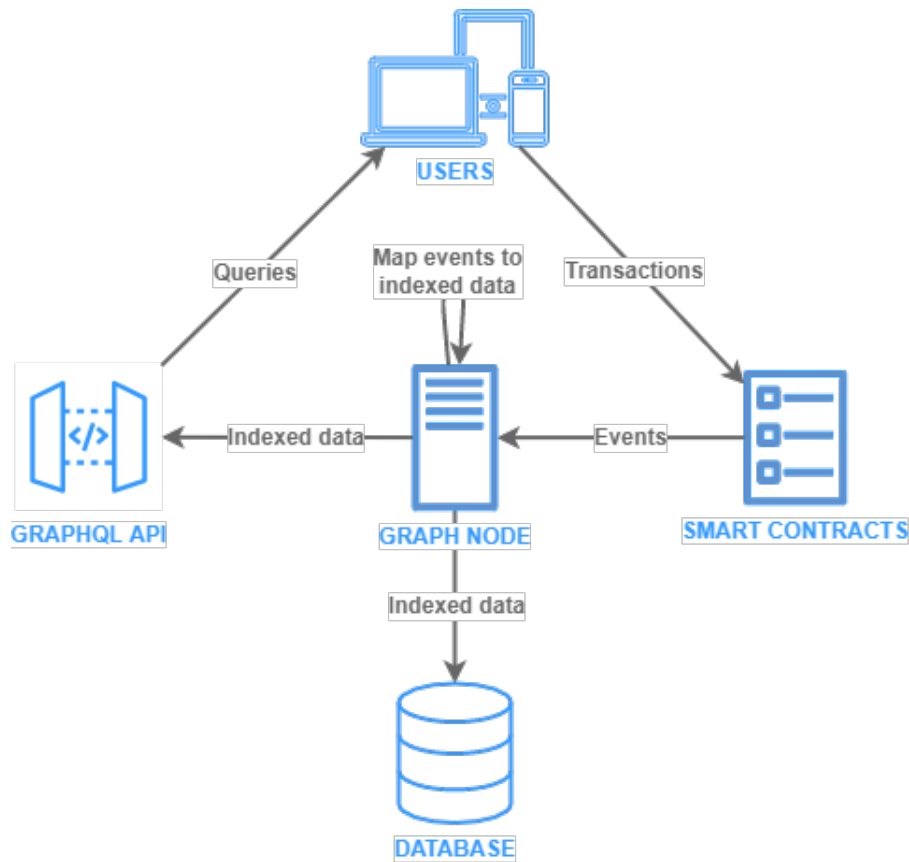 USERS
Map events to
indexed data
Queries
Transactions
</>
Indexed data
Events
GRAPHQL API
GRAPH NODE
SMART CONTRACTS
Indexed data
DATABASE